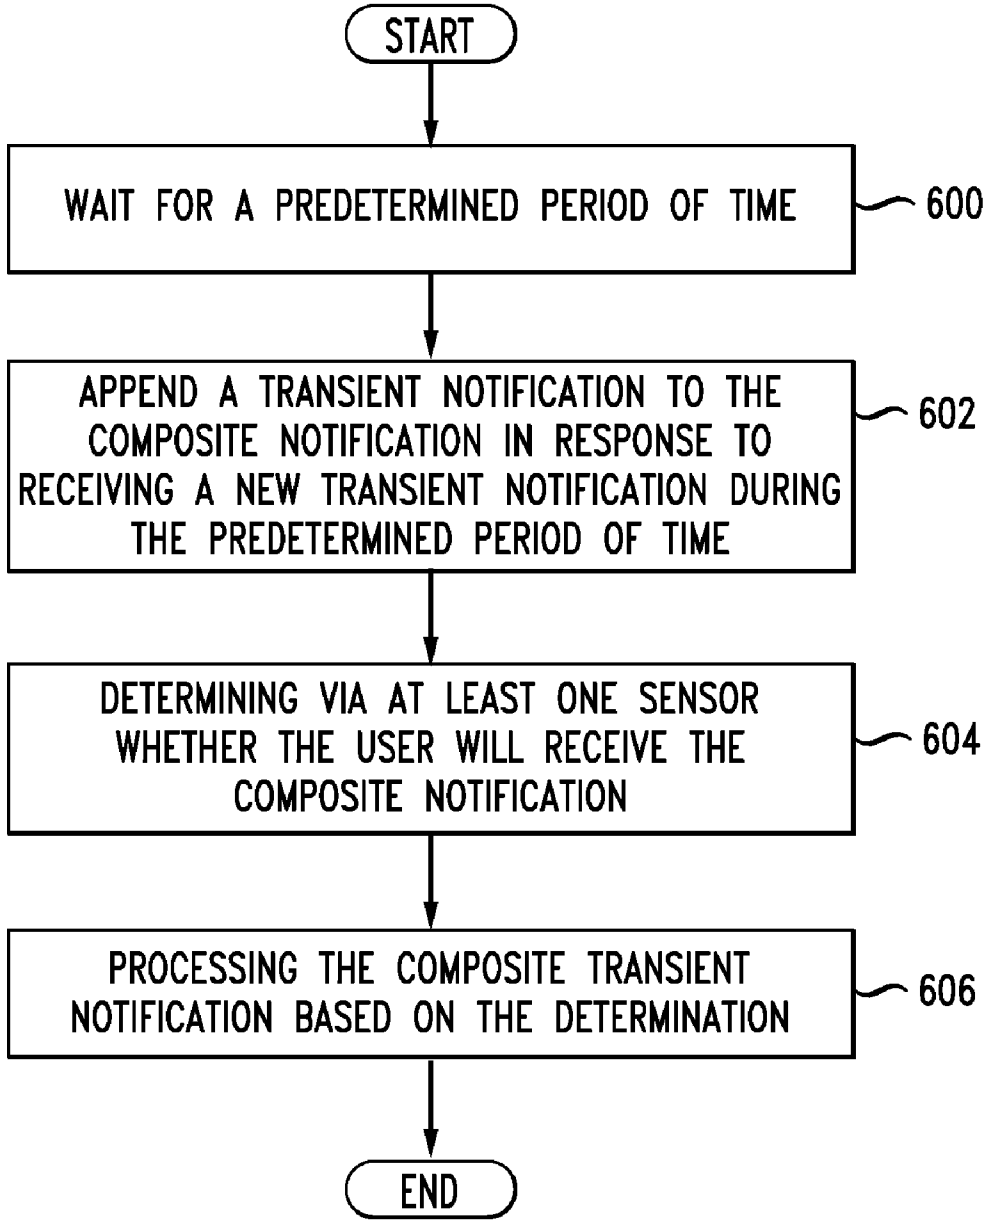 START
WAIT FOR A PREDETERMINED PERIOD OF TIME
600
APPEND A TRANSIENT NOTIFICATION TO THE
COMPOSITE NOTIFICATION IN RESPONSE TO
RECEIVING A NEW TRANSIENT NOTIFICATION DURING
THE PREDETERMINED PERIOD OF TIME
602
DETERMINING VIA AT LEAST ONE SENSOR
WHETHER THE USER WILL RECEIVE THE
COMPOSITE NOTIFICATION
604
PROCESSING THE COMPOSITE TRANSIENT
NOTIFICATION BASED ON THE DETERMINATION
606
END